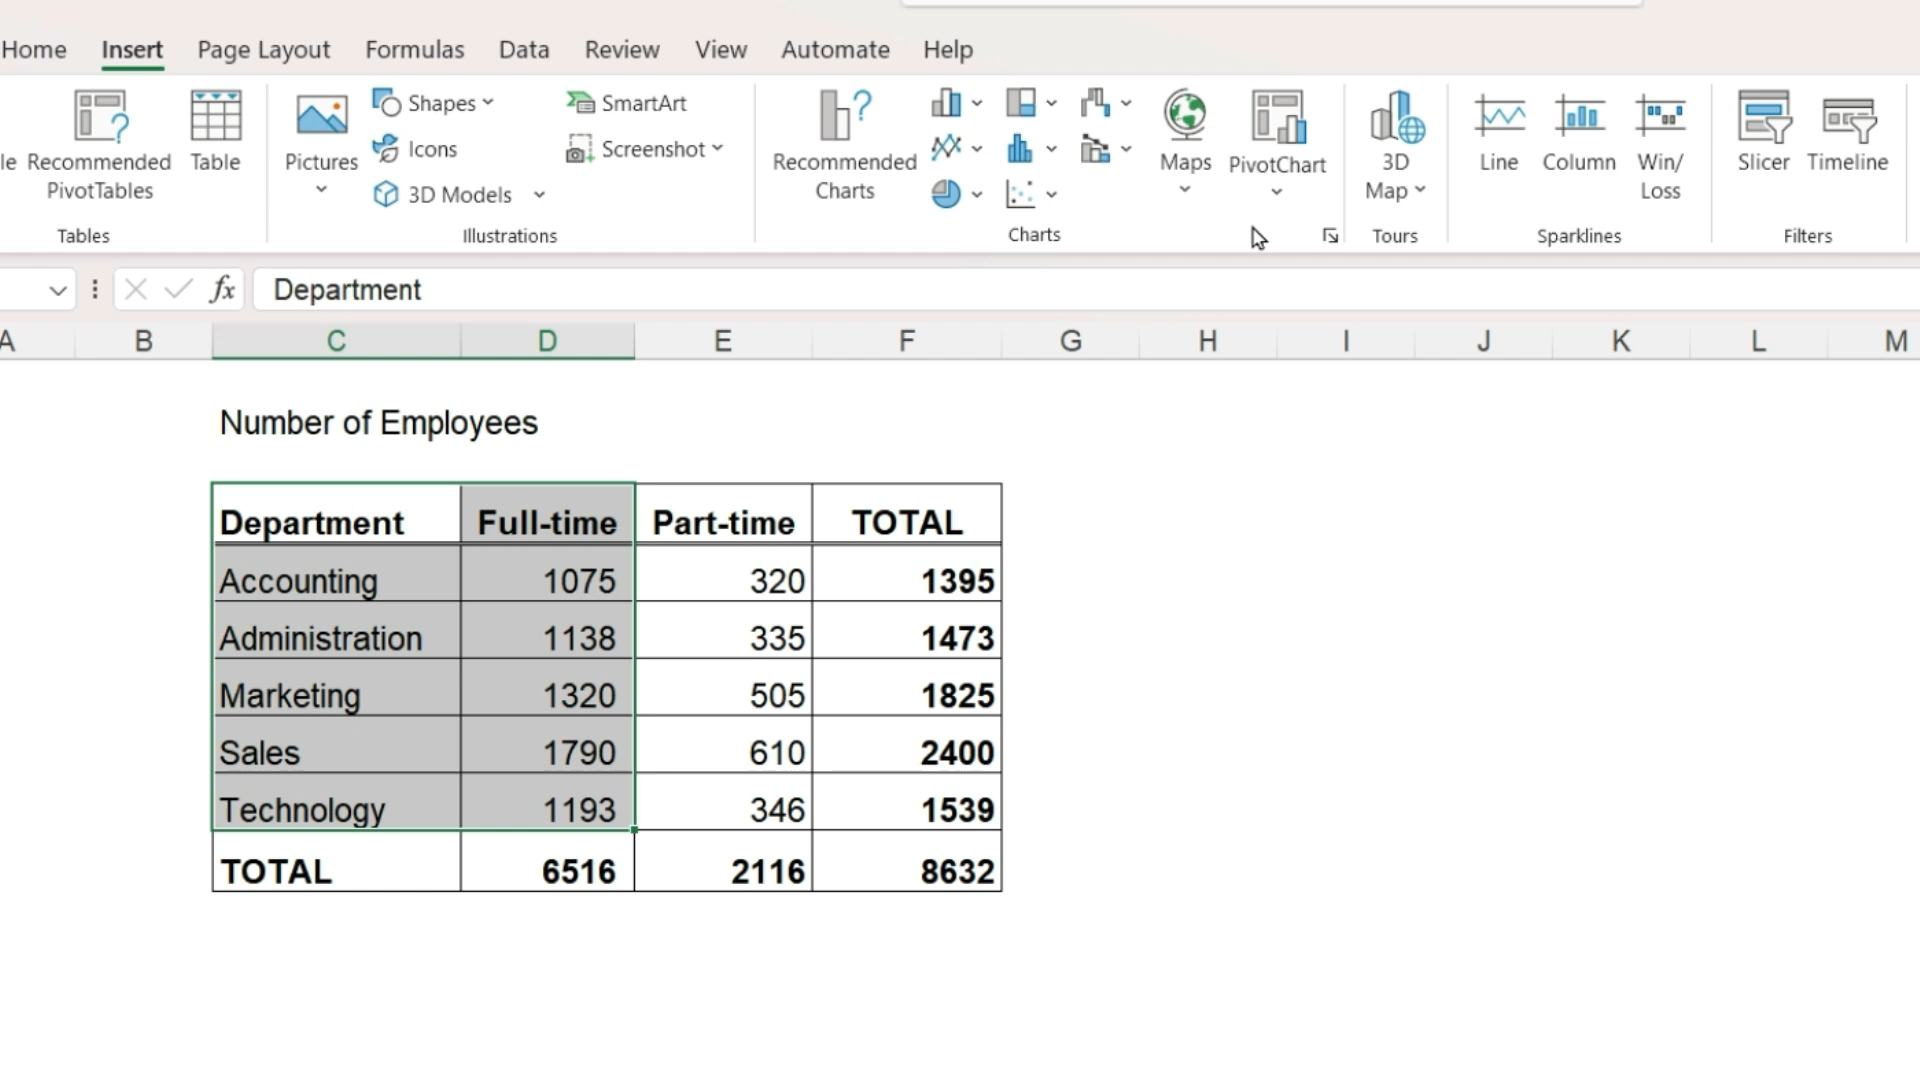 Home Insert Page Layout Formulas Data Review View Automate Help
le Recommended PivotTables
Table
Tables
Pictures
Shapes
Icons
3D Models
SmartArt
Screenshot
Illustrations
Recommended Charts
Maps
PivotChart
Charts
3D Map
Tours
Line
Column
Win/ Loss
Sparklines
Slicer
Timeline
Filters
fx Department
A B C D E F G H I J K L M
Number of Employees
Department Full-time Part-time TOTAL
Accounting 1075 320 1395
Administration 1138 335 1473
Marketing 1320 505 1825
Sales 1790 610 2400
Technology 1193 346 1539
TOTAL 6516 2116 8632